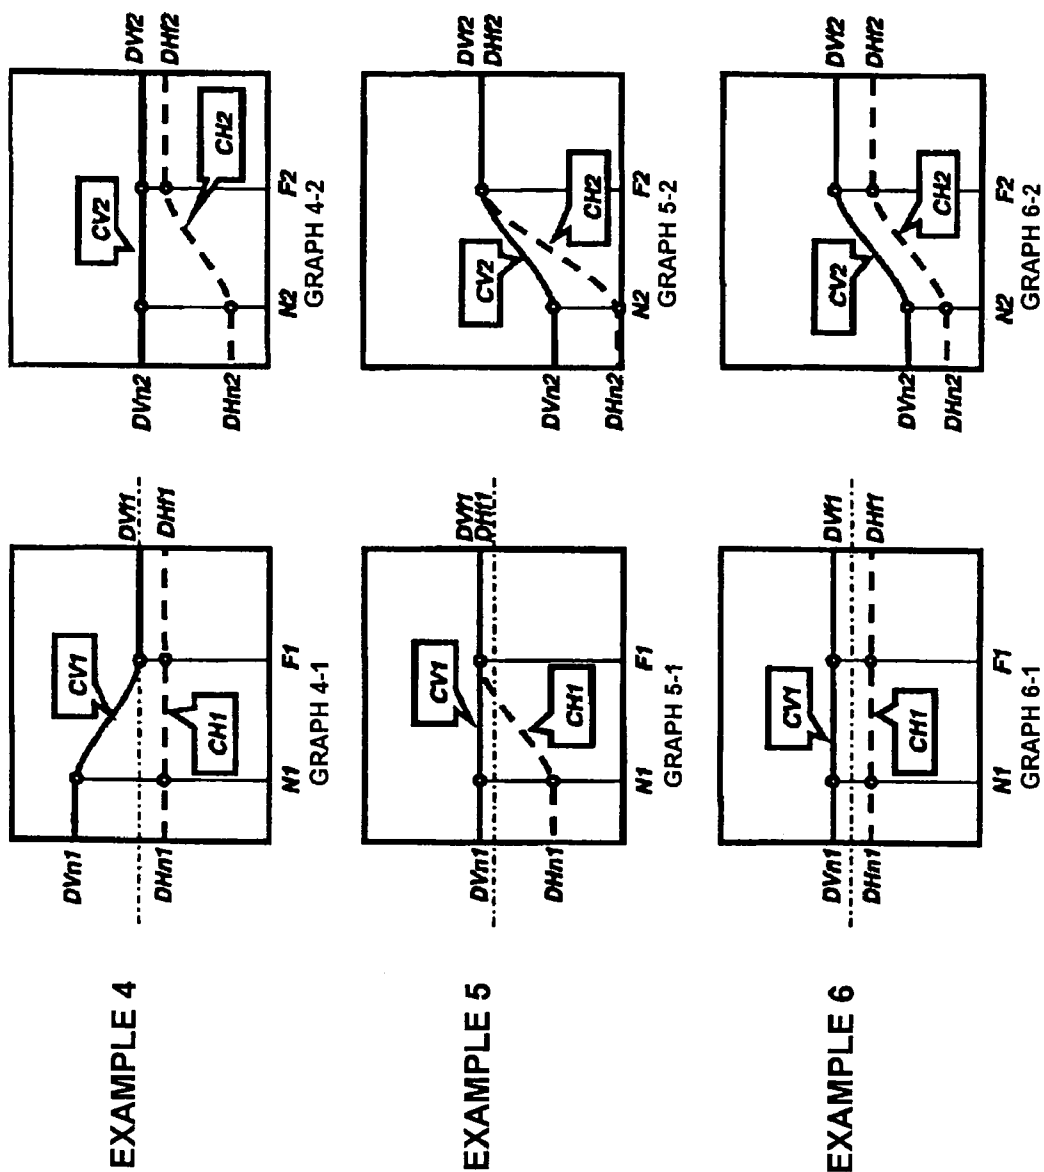 EXAMPLE 4
DVn1
DHn1
CV1
CH1
DVf1
DHf1
N1
F1
GRAPH 4-1
DVn2
DHn2
CV2
CH2
DVf2
DHf2
N2
F2
GRAPH 4-2
EXAMPLE 5
DVn1
DHn1
CV1
CH1
DVf1
DHf1
N1
F1
GRAPH 5-1
DVn2
DHn2
CV2
CH2
DVf2
DHf2
N2
F2
GRAPH 5-2
EXAMPLE 6
DVn1
DHn1
CV1
CH1
DVf1
DHf1
N1
F1
GRAPH 6-1
DVn2
DHn2
CV2
CH2
DVf2
DHf2
N2
F2
GRAPH 6-2